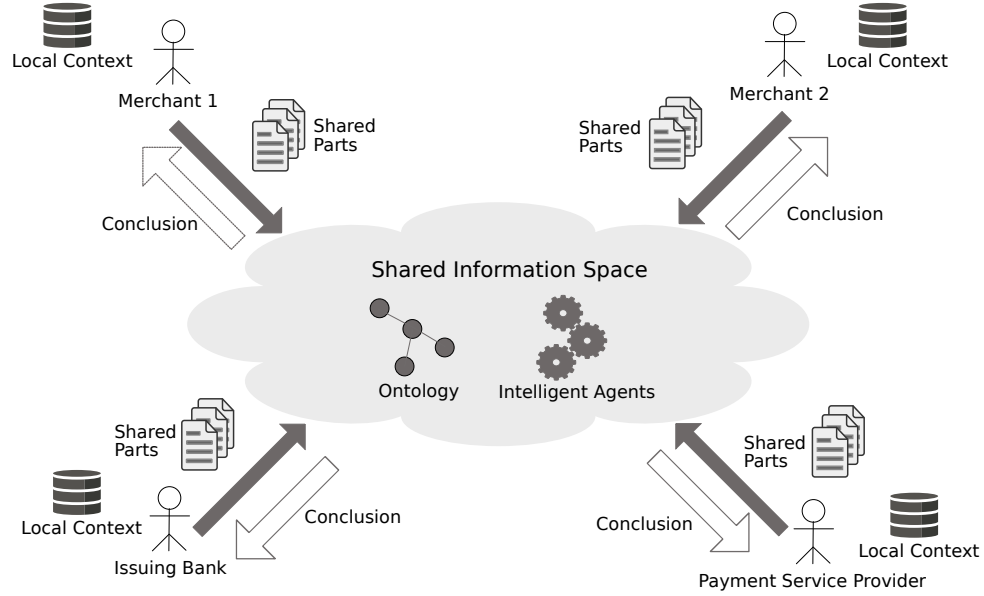 Local Context
Merchant 1
Shared
Parts
Conclusion
Local Context
Merchant 2
Shared
Parts
Conclusion
Shared Information Space
Ontology
Intelligent Agents
Shared
Parts
Local Context
Issuing Bank
Conclusion
Shared
Parts
Conclusion
Local Context
Payment Service Provider